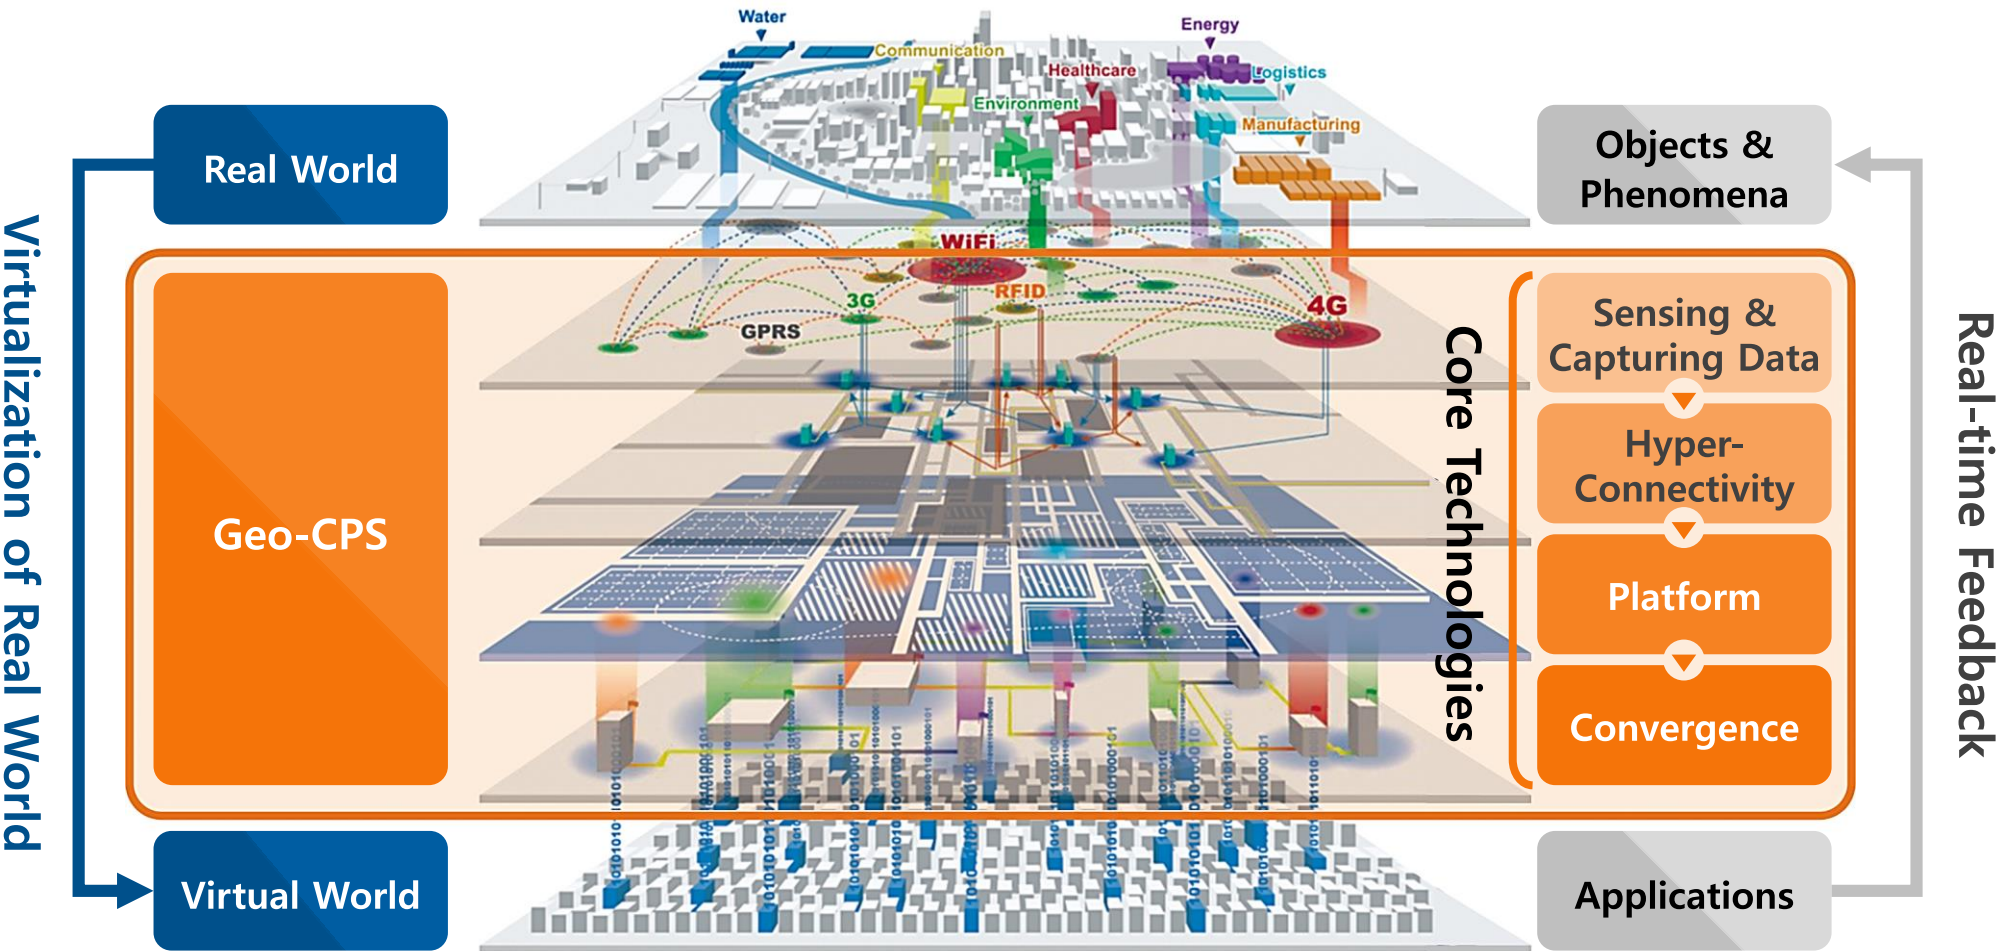 Water
Energy
Communication
Healthcare
Logistics
Environment
Manufacturing
Real World
Objects &
Phenomena
Virtualization of Real World
WiFi
RFID
3G
4G
GPRS
Geo-CPS
Core Technologies
Sensing &
Capturing Data
Hyper-
Connectivity
Platform
Convergence
Real-time Feedback
Virtual World
Applications